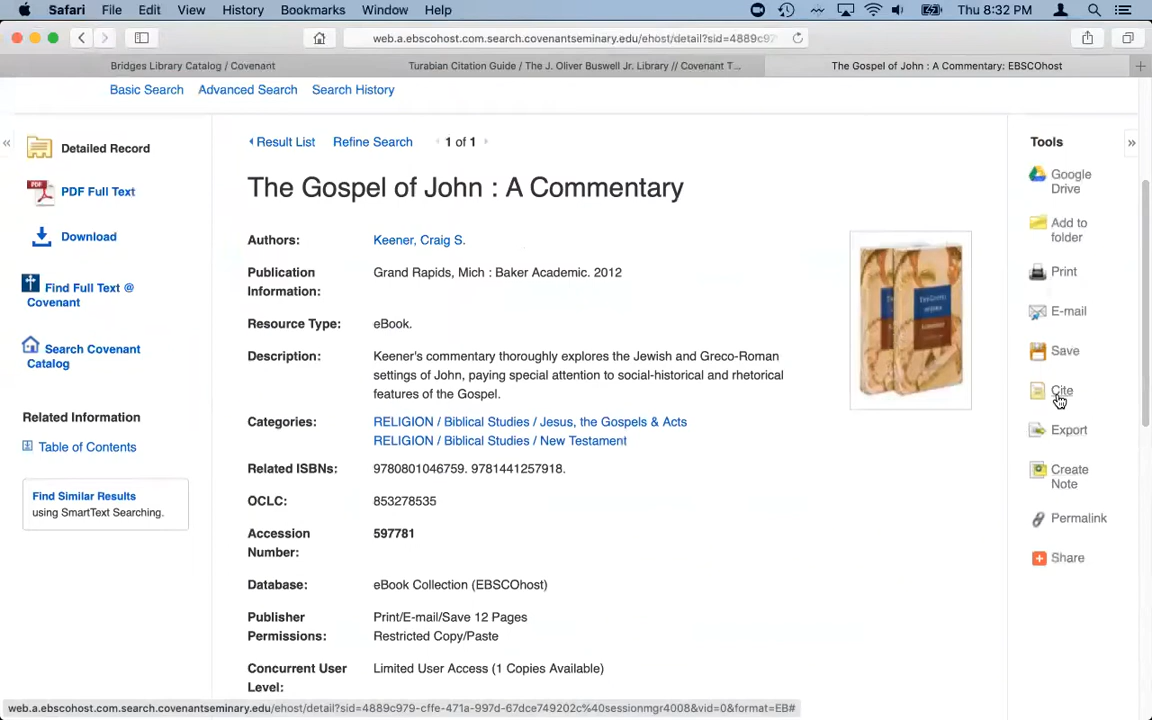 Safari File Edit View History Bookmarks Window Help Thu 8:32 PM
web.a.ebscohost.com.search.covenantseminary.edu/ehost/detail?sid=4889c97
Bridges Library Catalog / Covenant
Turabian Citation Guide / The J. Oliver Buswell Jr. Library // Covenant T...
The Gospel of John : A Commentary: EBSCOhost
Basic Search Advanced Search Search History
Detailed Record
PDF Full Text
Download
Find Full Text @
Covenant
Search Covenant
Catalog
Related Information
Table of Contents
Find Similar Results
using SmartText Searching.
Result List Refine Search 1 of 1
The Gospel of John : A Commentary
Authors: Keener, Craig S.
Publication Grand Rapids, Mich : Baker Academic. 2012
Information:
Resource Type: eBook.
Description: Keener's commentary thoroughly explores the Jewish and Greco-Roman
settings of John, paying special attention to social-historical and rhetorical
features of the Gospel.
Categories: RELIGION / Biblical Studies / Jesus, the Gospels & Acts
RELIGION / Biblical Studies / New Testament
Related ISBNs: 9780801046759. 9781441257918.
OCLC: 853278535
Accession 597781
Number:
Database: eBook Collection (EBSCOhost)
Publisher Print/E-mail/Save 12 Pages
Permissions: Restricted Copy/Paste
Concurrent User Limited User Access (1 Copies Available)
Level:
Tools
Google
Drive
Add to
folder
Print
E-mail
Save
Cite
Export
Create
Note
Permalink
Share
web.a.ebscohost.com.search.covenantseminary.edu/ehost/detail?sid=4889c979-cffe-471a-997d-67dce749202c%40sessionmgr4008&vid=0&format=EB#